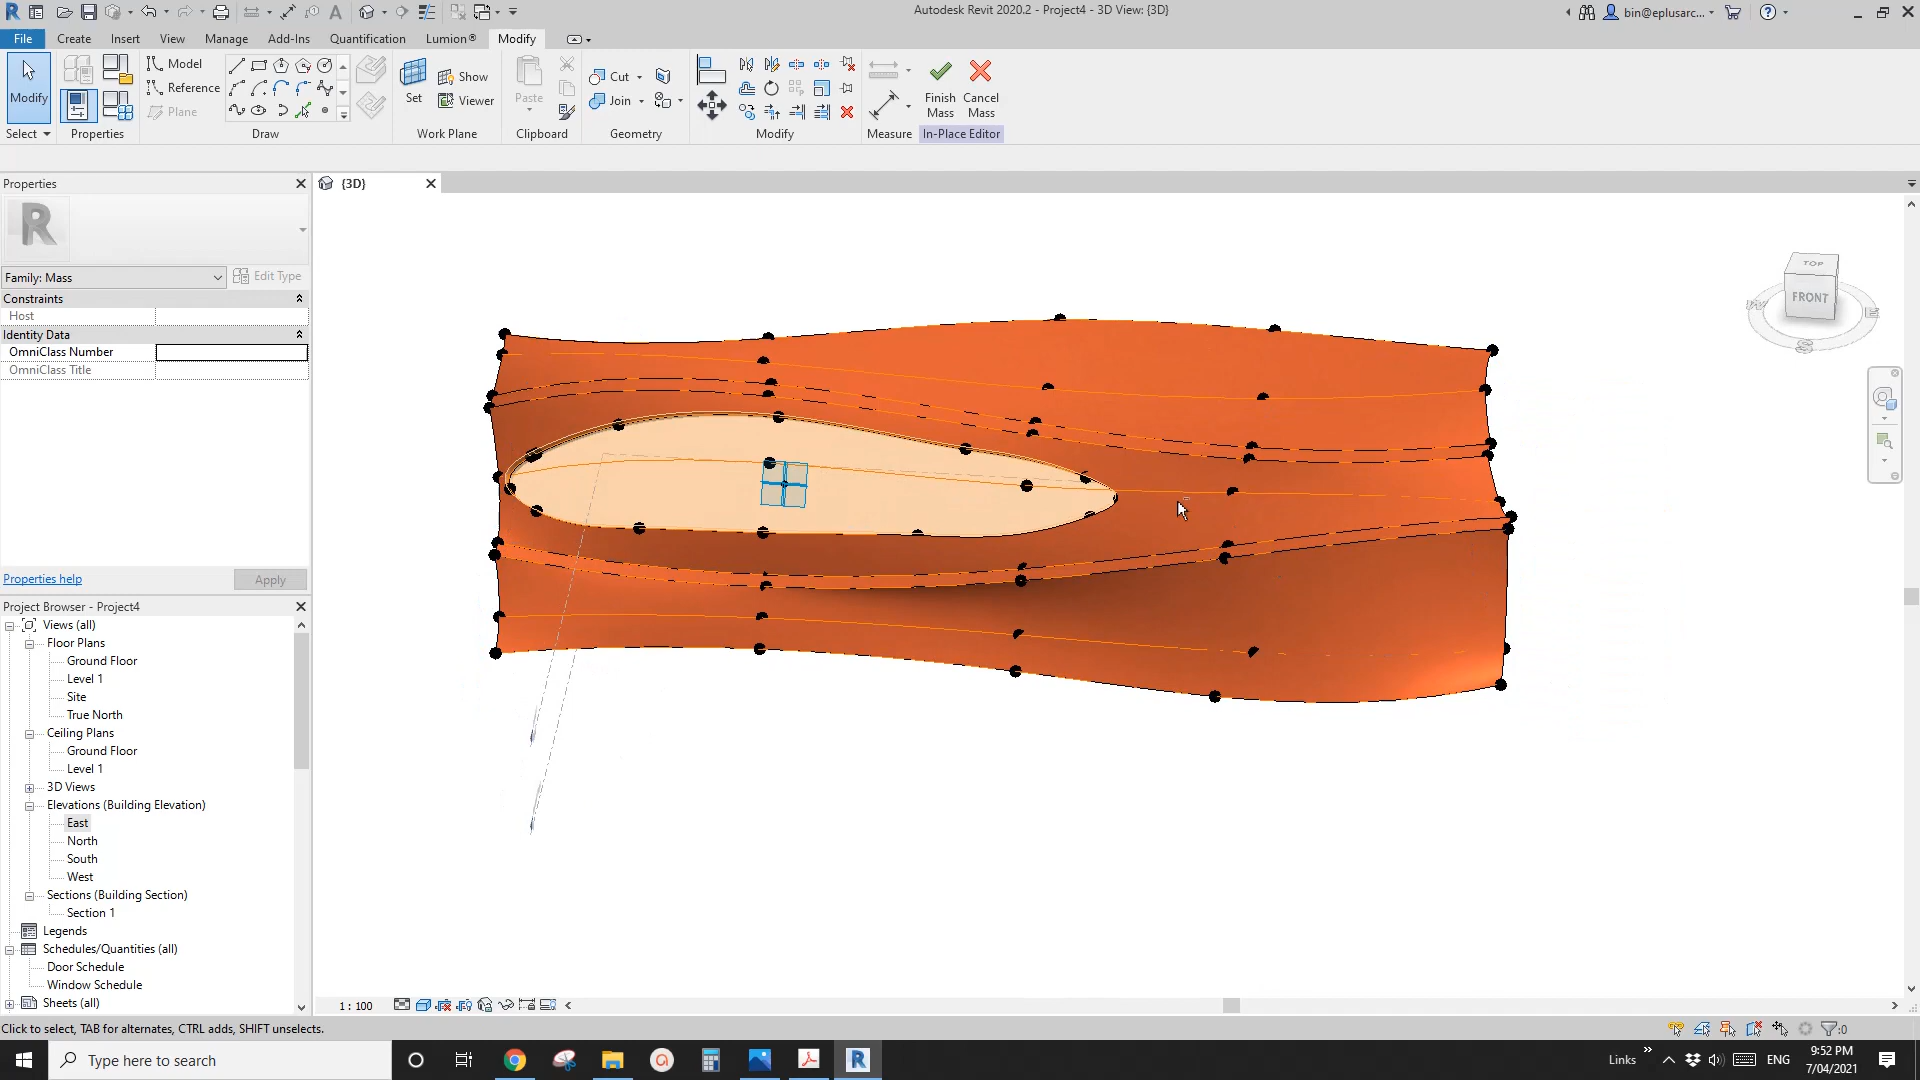 Autodesk Revit 2020.2 - Project4 - 3D View: {3D}
bin@eplusarc...
File
Create
Insert
View
Manage
Add-Ins
Quantification
Lumion®
Modify
Modify
Select
Properties
Model
Reference
Plane
Draw
Set
Show
Viewer
Work Plane
Paste
Clipboard
Cut
Join
Geometry
Modify
Measure
Finish Mass
Cancel Mass
In-Place Editor
Properties
{3D}
R
Family: Mass
Edit Type
Constraints
Host
Identity Data
OmniClass Number
OmniClass Title
Properties help
Apply
TOP
FRONT
Project Browser - Project4
Views (all)
Floor Plans
Ground Floor
Level 1
Site
True North
Ceiling Plans
Ground Floor
Level 1
3D Views
Elevations (Building Elevation)
East
North
South
West
Sections (Building Section)
Section 1
Legends
Schedules/Quantities (all)
Door Schedule
Window Schedule
Sheets (all)
1 : 100
Click to select, TAB for alternates, CTRL adds, SHIFT unselects.
:0
Type here to search
Links
ENG
9:52 PM
7/04/2021